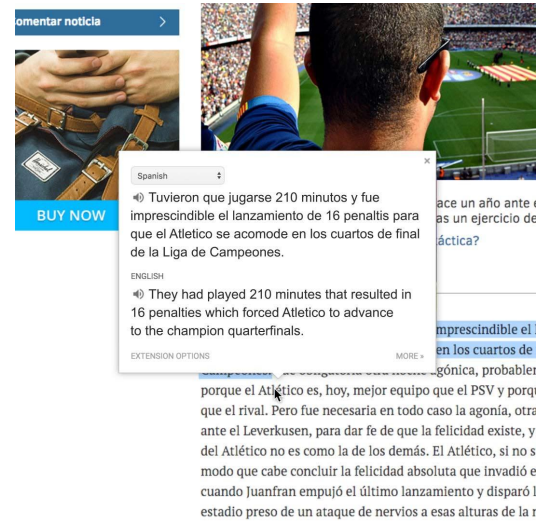 omentar noticia >
Herschel
BUY NOW
×
Spanish
Tuvieron que jugarse 210 minutos y fue
imprescindible el lanzamiento de 16 penaltis para
que el Atletico se acomode en los cuartos de final
de la Liga de Campeones.
ENGLISH
They had played 210 minutes that resulted in
16 penalties which forced Atletico to advance
to the champion quarterfinals.
EXTENSION OPTIONS
MORE »
ace un año ante
as un ejercicio de
áctica?
mprescindible el
en los cuartos de
gónica, probabler
porque el Atlético es, hoy, mejor equipo que el PSV y porq
que el rival. Pero fue necesaria en todo caso la agonía, otra
ante el Leverkusen, para dar fe de que la felicidad existe, y
del Atlético no es como la de los demás. El Atlético, si no s
modo que cabe concluir la felicidad absoluta que invadió e
cuando Juanfran empujó el último lanzamiento y disparó l
estadio preso de un ataque de nervios a esas alturas de la